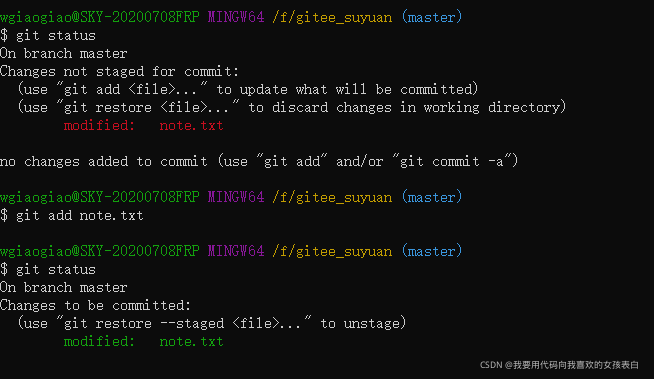 wgiaogiao@SKY-20200708FRP MINGW64 /f/gitee_suyuan (master)
$ git status
On branch master
Changes not staged for commit:
  (use "git add <file>..." to update what will be committed)
  (use "git restore <file>..." to discard changes in working directory)
        modified:   note.txt

no changes added to commit (use "git add" and/or "git commit -a")

wgiaogiao@SKY-20200708FRP MINGW64 /f/gitee_suyuan (master)
$ git add note.txt

wgiaogiao@SKY-20200708FRP MINGW64 /f/gitee_suyuan (master)
$ git status
On branch master
Changes to be committed:
  (use "git restore --staged <file>..." to unstage)
        modified:   note.txt
CSDN @我要用代码向我喜欢的女孩表白